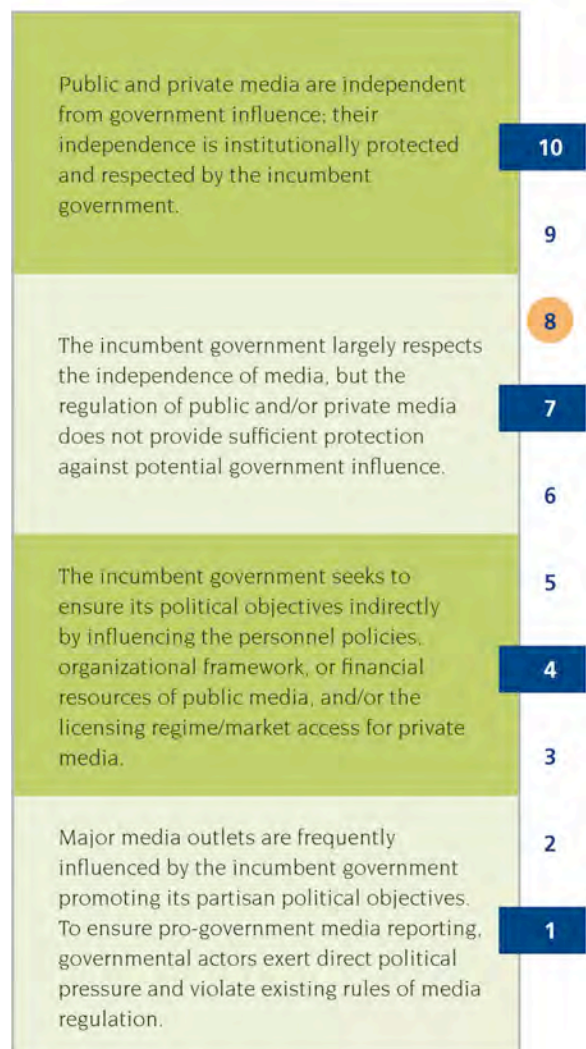 Public and private media are independent
from government influence; their
independence is institutionally protected
and respected by the incumbent
government.
10
9
8
The incumbent government largely respects
the independence of media, but the
regulation of public and/or private media
does not provide sufficient protection
against potential government influence.
7
6
The incumbent government seeks to
ensure its political objectives indirectly
by influencing the personnel policies,
organizational framework, or financial
resources of public media, and/or the
licensing regime/market access for private
media.
5
4
3
Major media outlets are frequently
influenced by the incumbent government
promoting its partisan political objectives.
To ensure pro-government media reporting,
governmental actors exert direct political
pressure and violate existing rules of media
regulation.
2
1